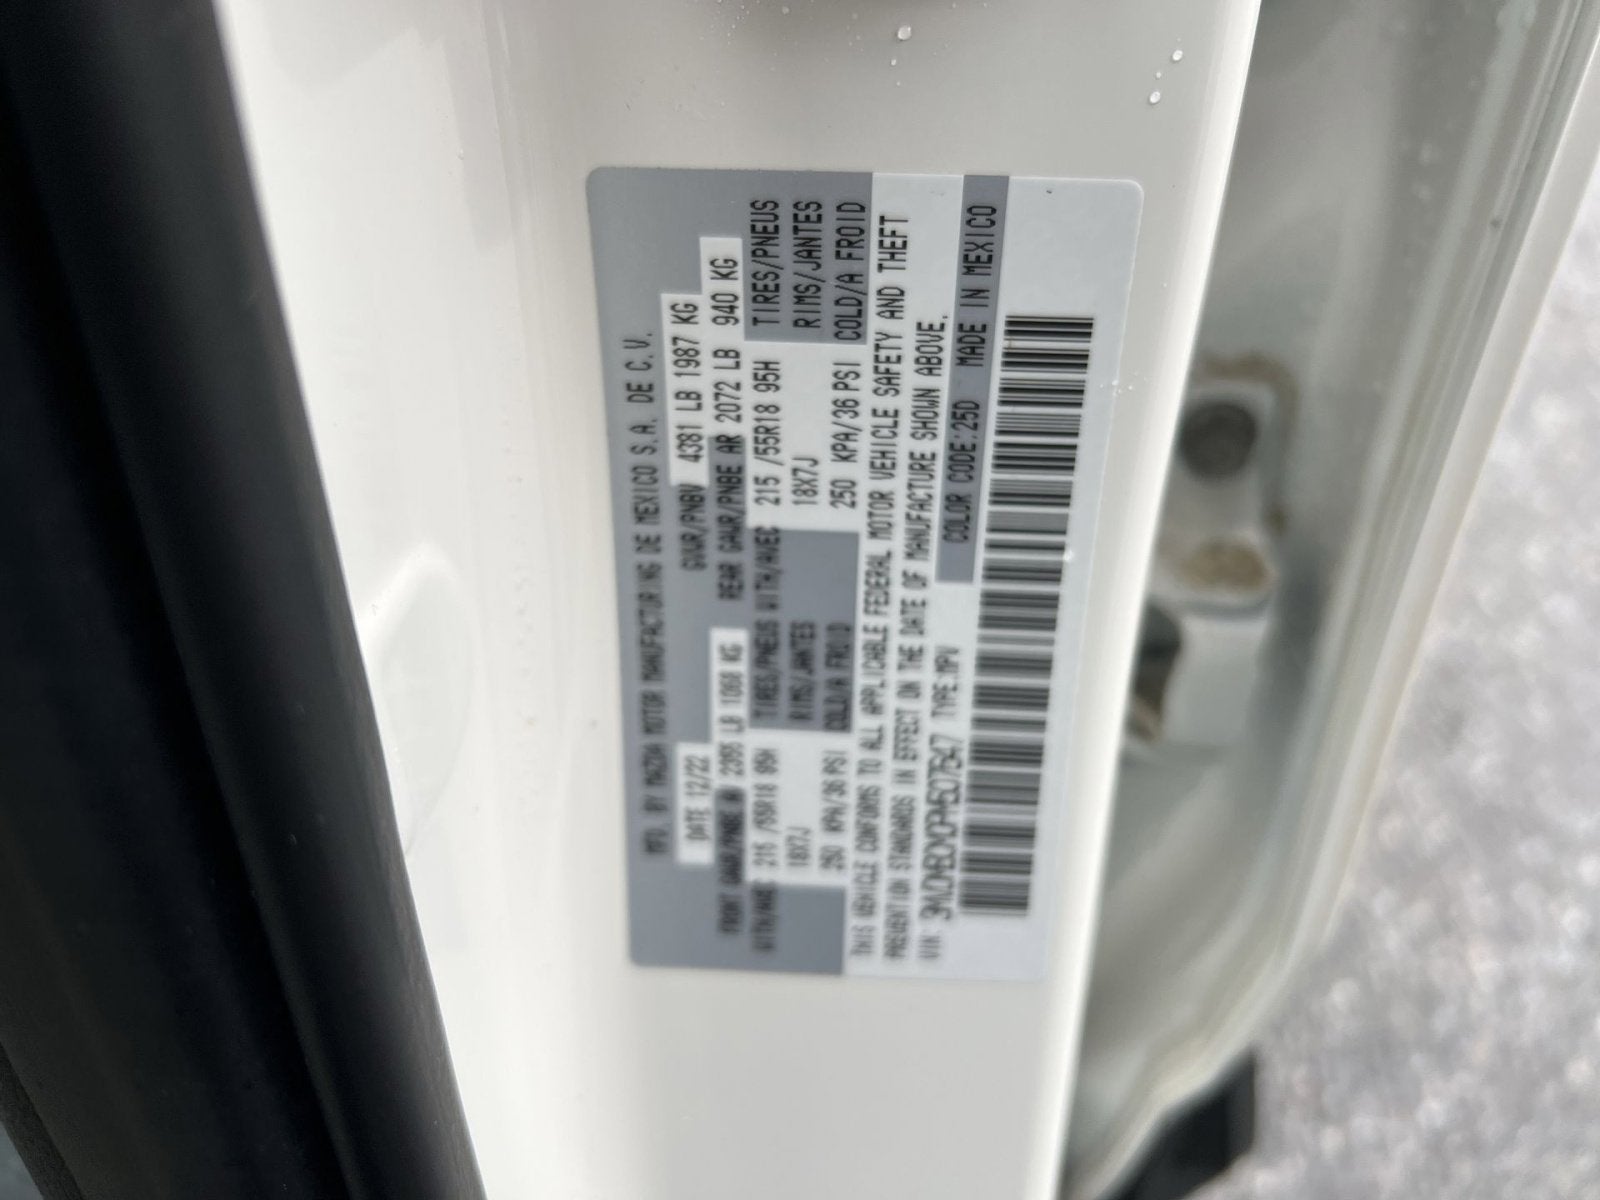 MFD. BY MAZDA MOTOR MANUFACTURING DE MEXICO S.A. DE C.V.
DATE 12/22 GVWR/PNBV 4381 LB 1987 KG
FRONT GAWR/PNBE AV LB 1068 KG REAR GAWR/PNBE AR 2072 LB 940 KG
WITH/AVEC 215 /55R18 95H TIRES/PNEUS WITH/AVEC 215 /55R18 95H TIRES/PNEUS
18X7J RIMS/JANTES 18X7J RIMS/JANTES
250 KPA/36 PSI COLD/A FROID 250 KPA/36 PSI COLD/A FROID
THIS VEHICLE CONFORMS TO ALL APPLICABLE FEDERAL MOTOR VEHICLE SAFETY AND THEFT
PREVENTION STANDARDS IN EFFECT ON THE DATE OF MANUFACTURE SHOWN ABOVE.
VIN: TYPE:MPV COLOR CODE:25D MADE IN MEXICO